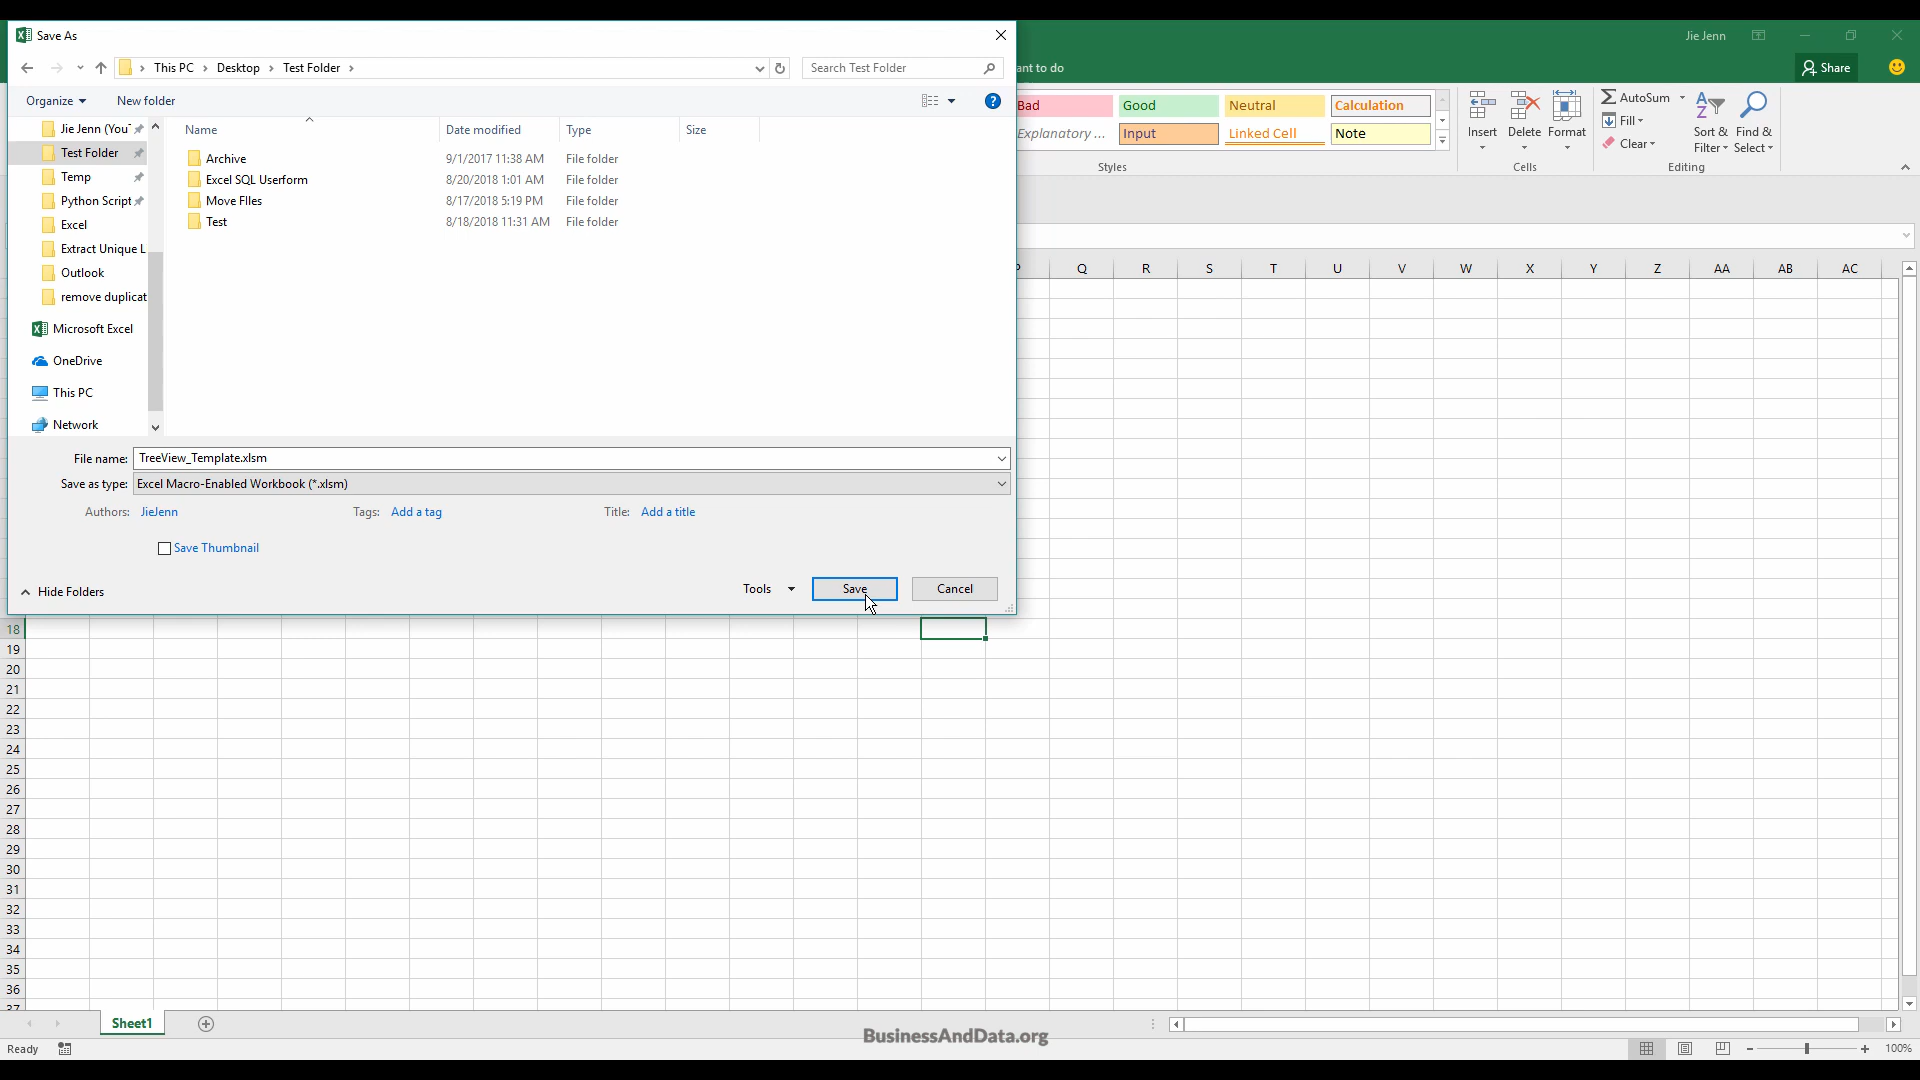 Save As
This PC > Desktop > Test Folder >
Search Test Folder
Organize
New folder
Name
Date modified
Type
Size
Jie Jenn (You
Test Folder
Temp
Python Script
Excel
Extract Unique L
Outlook
remove duplicat
Microsoft Excel
OneDrive
This PC
Network
Archive 9/1/2017 11:38 AM File folder
Excel SQL Userform 8/20/2018 1:01 AM File folder
Move FIles 8/17/2018 5:19 PM File folder
Test 8/18/2018 11:31 AM File folder
File name: TreeView_Template.xlsm
Save as type: Excel Macro-Enabled Workbook (*.xlsm)
Authors: JieJenn Tags: Add a tag Title: Add a title
Save Thumbnail
Hide Folders
Tools
Save
Cancel
Jie Jenn
ant to do
Share
Bad Good Neutral Calculation
Explanatory ... Input Linked Cell Note
Styles
Insert Delete Format
Cells
AutoSum
Fill
Clear
Sort & Filter
Find & Select
Editing
Q R S T U V W X Y Z AA AB AC
18
19
20
21
22
23
24
25
26
27
28
29
30
31
32
33
34
35
36
37
Sheet1
BusinessAndData.org
Ready
100%